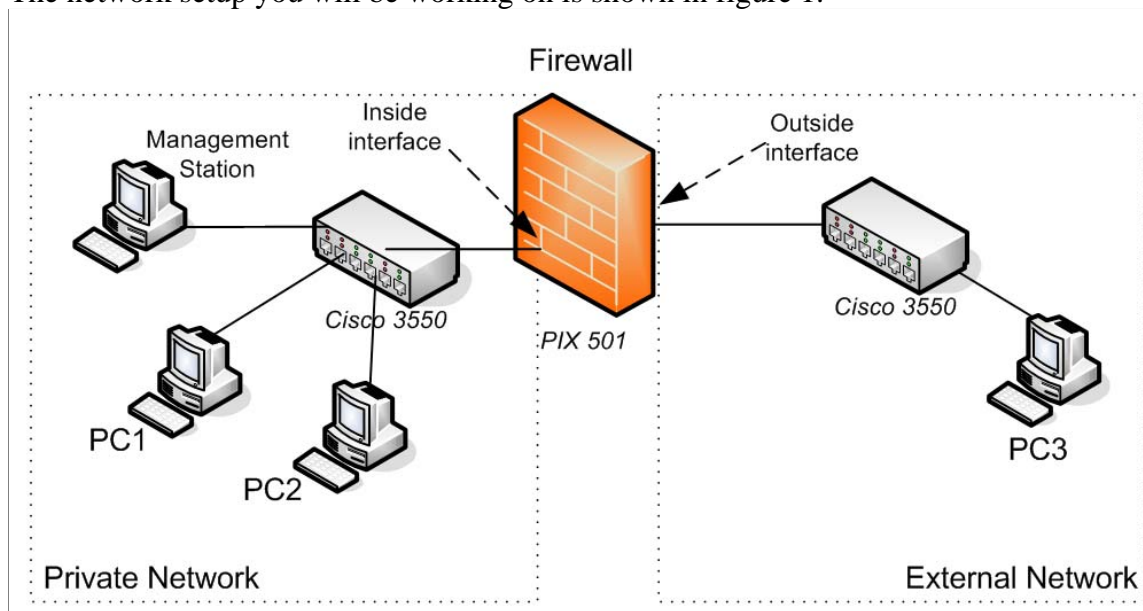 The network setup you will be working on is shown in figure 1.
Firewall
Inside
interface
Outside
interface
Management
Station
Cisco 3550
PIX 501
Cisco 3550
PC1
PC2
PC3
Private Network
External Network